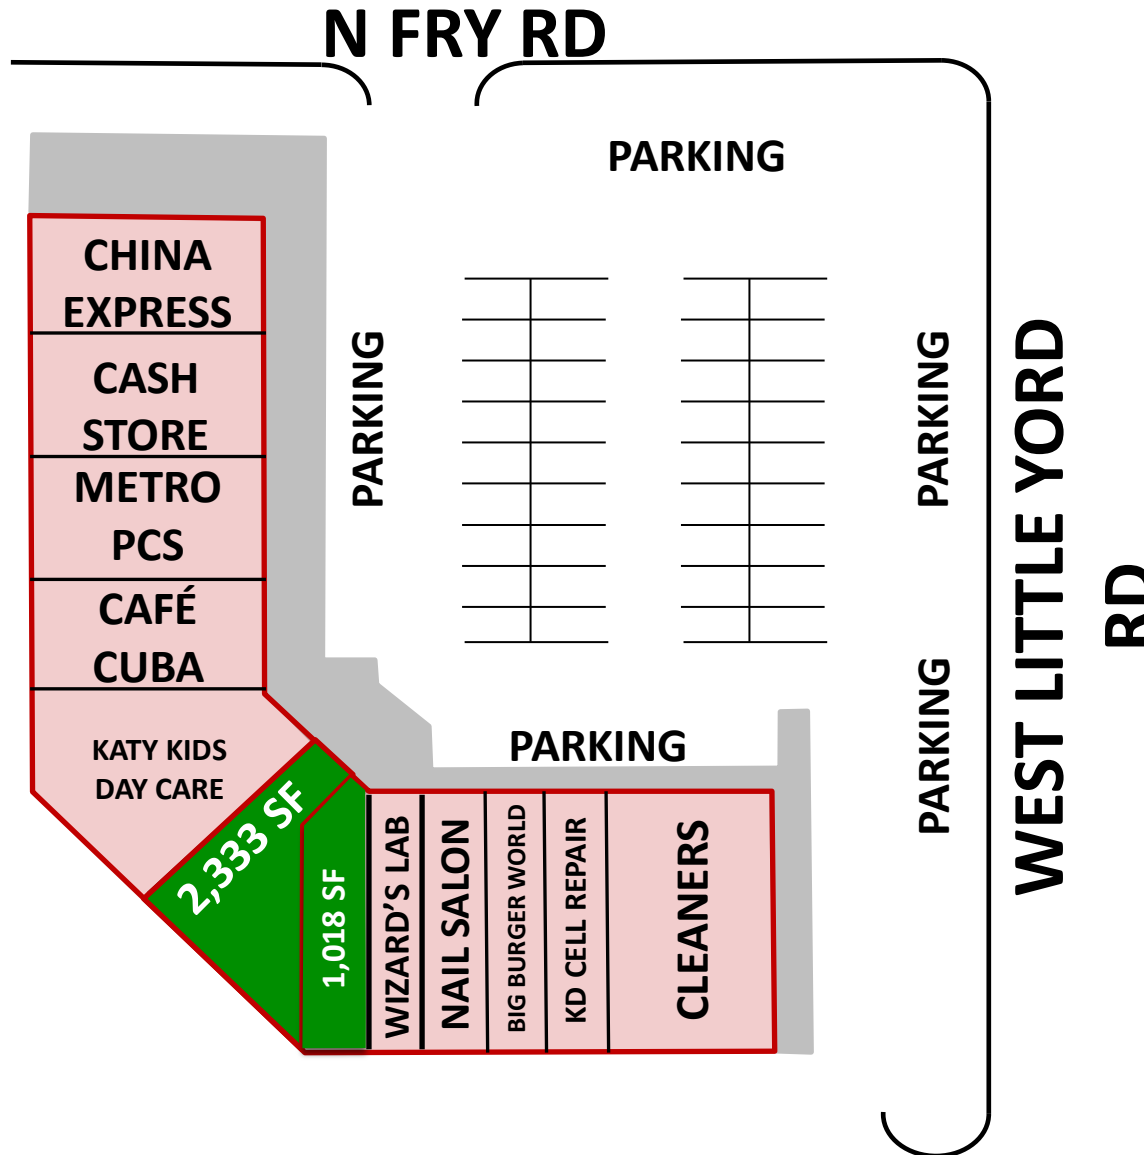 N FRY RD
PARKING
CHINA
EXPRESS
CASH
STORE
METRO
PCS
CAFÉ
CUBA
KATY KIDS
DAY CARE
2,333 SF
1,018 SF
WIZARD'S LAB
NAIL SALON
BIG BURGER WORLD
KD CELL REPAIR
CLEANERS
PARKING
PARKING
PARKING
PARKING
WEST LITTLE YORD
RD